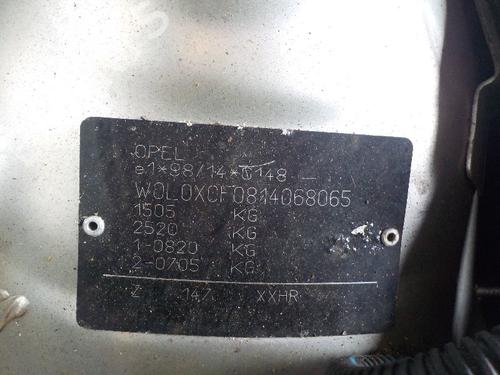 OPEL
e1*98/14*0148
W0L0XCF0814068065
1505 KG
2520 KG
1-0820 KG
2-0705 KG
Z 147 XXHR